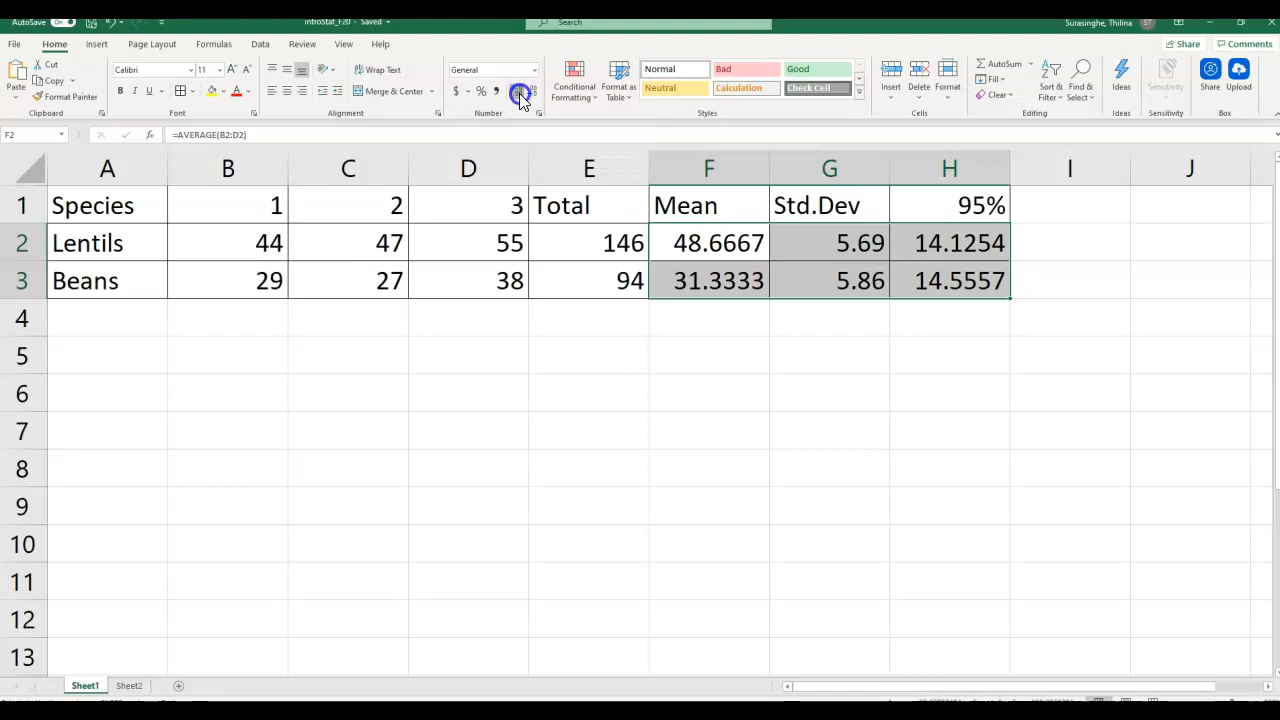 AutoSave On introStat_F20 - Saved Search Surasinghe, Thilina ST
File Home Insert Page Layout Formulas Data Review View Help Share Comments
Paste Cut Copy Format Painter Clipboard
Calibri 11 B I U A Font
Wrap Text Merge & Center Alignment
General $ % , Number
Conditional Formatting Format as Table Normal Bad Good Neutral Calculation Check Cell Styles
Insert Delete Format Cells
AutoSum Fill Clear Sort & Filter Find & Select Editing
Ideas Ideas
Sensitivity Sensitivity
Share Upload Box
F2 fx =AVERAGE(B2:D2)
A B C D E F G H I J
1 Species 1 2 3 Total Mean Std.Dev 95%
2 Lentils 44 47 55 146 48.6667 5.69 14.1254
3 Beans 29 27 38 94 31.3333 5.86 14.5557
4
5
6
7
8
9
10
11
12
13
Sheet1 Sheet2